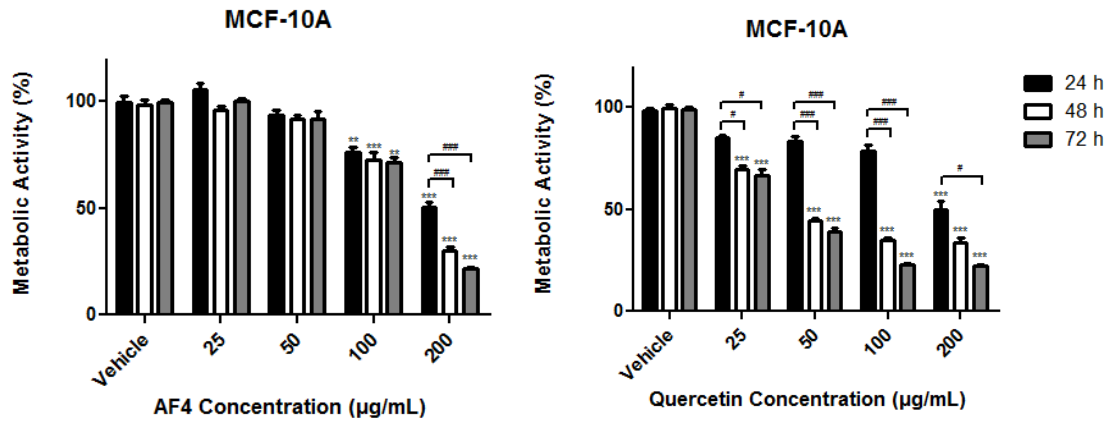 MCF-10A
Metabolic Activity (%)
100
50
0
** *** ** 
###
###
***
***
***
Vehicle 25 50 100 200
AF4 Concentration (µg/mL)
MCF-10A
Metabolic Activity (%)
100
50
0
#
#
*** ***
###
###
***
***
###
###
***
***
#
***
***
***
Vehicle 25 50 100 200
Quercetin Concentration (µg/mL)
24 h
48 h
72 h